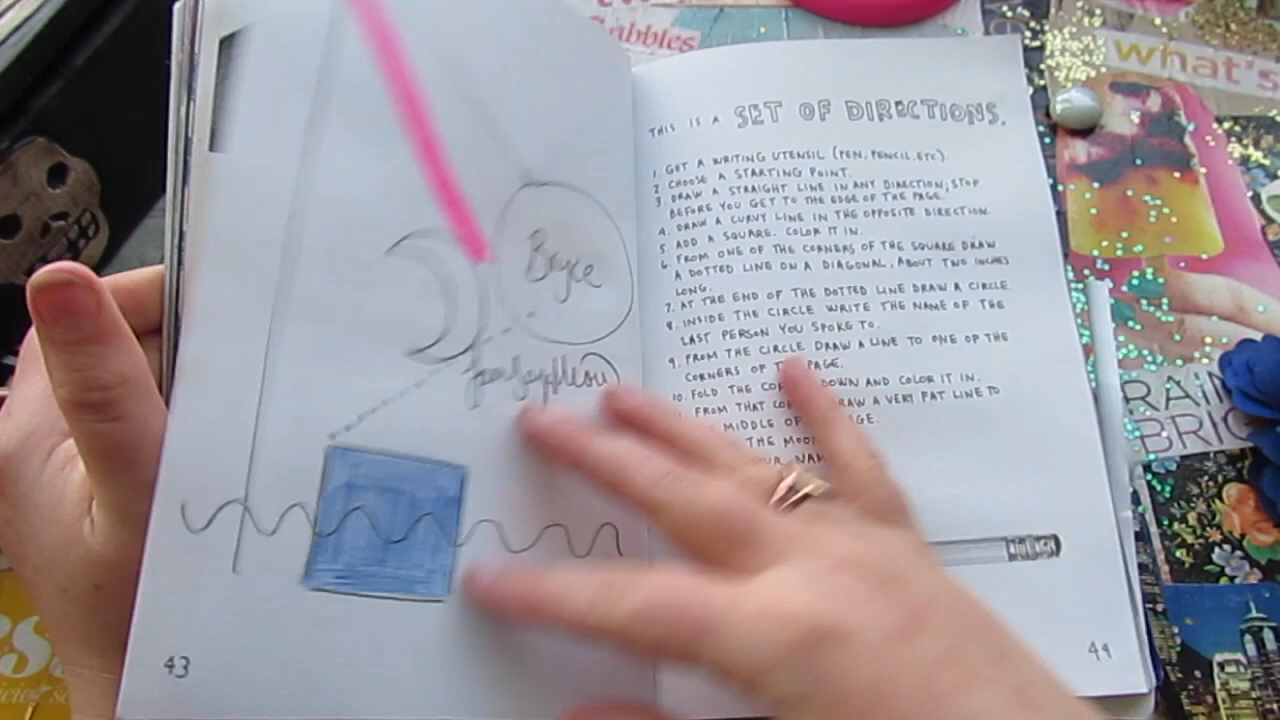 Bryce
43
THIS IS A SET OF DIRECTIONS.
1. GET A WRITING UTENSIL (PEN, PENCIL, ETC).
2. CHOOSE A STARTING POINT.
3. DRAW A STRAIGHT LINE IN ANY DIRECTION; STOP
BEFORE YOU GET TO THE EDGE OF THE PAGE.
4. DRAW A CURVY LINE IN THE OPPOSITE DIRECTION.
5. ADD A SQUARE. COLOR IT IN.
6. FROM ONE OF THE CORNERS OF THE SQUARE DRAW
A DOTTED LINE ON A DIAGONAL, ABOUT TWO INCHES
LONG.
7. AT THE END OF THE DOTTED LINE DRAW A CIRCLE.
8. INSIDE THE CIRCLE WRITE THE NAME OF THE
LAST PERSON YOU SPOKE TO.
9. FROM THE CIRCLE DRAW A LINE TO ONE OF THE
CORNERS OF PAGE.
10. FOLD THE DOWN AND COLOR IT IN.
FROM THAT DRAW A VERY FAT LINE TO
MIDDLE OF
THE MOON
44
what's